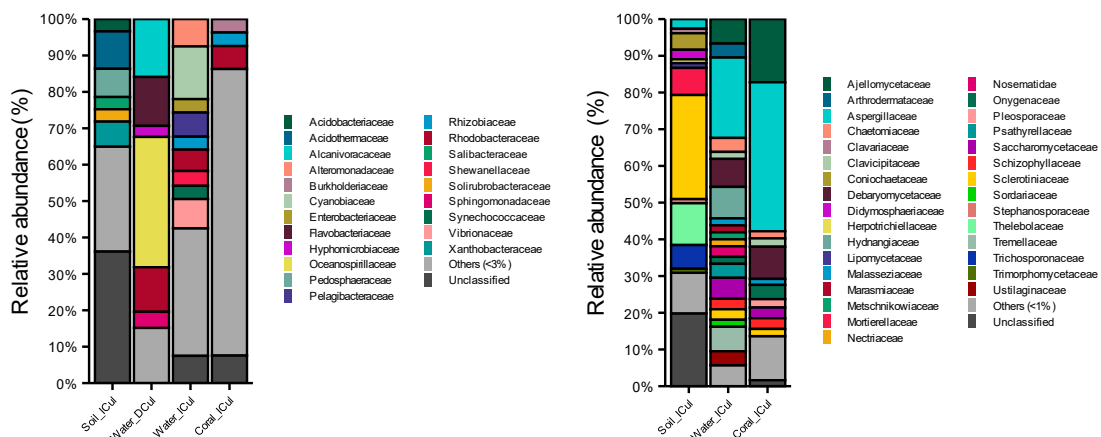 Relative abundance (%)
100%
90%
80%
70%
60%
50%
40%
30%
20%
10%
0%
Soil_ICul
Water_DCul
Water_ICul
Coral_ICul
Acidobacteriaceae
Acidothermaceae
Alcanivoracaceae
Alteromonadaceae
Burkholderiaceae
Cyanobiaceae
Enterobacteriaceae
Flavobacteriaceae
Hyphomicrobiaceae
Oceanospirillaceae
Pedosphaeraceae
Pelagibacteraceae
Rhizobiaceae
Rhodobacteraceae
Salibacteraceae
Shewanellaceae
Solirubrobacteraceae
Sphingomonadaceae
Synechococcaceae
Vibrionaceae
Xanthobacteraceae
Others (<3%)
Unclassified
Relative abundance (%)
100%
90%
80%
70%
60%
50%
40%
30%
20%
10%
0%
Soil_ICul
Water_ICul
Coral_ICul
Ajellomycetaceae
Arthrodermataceae
Aspergillaceae
Chaetomiaceae
Clavariaceae
Clavicipitaceae
Coniochaetaceae
Debaryomycetaceae
Didymosphaeriaceae
Herpotrichiellaceae
Hydnangiaceae
Lipomycetaceae
Malasseziaceae
Marasmiaceae
Metschnikowiaceae
Mortierellaceae
Nectriaceae
Nosematidae
Onygenaceae
Pleosporaceae
Psathyrellaceae
Saccharomycetaceae
Schizophyllaceae
Sclerotiniaceae
Sordariaceae
Stephanosporaceae
Thelebolaceae
Tremellaceae
Trichosporonaceae
Trimorphomycetaceae
Ustilaginaceae
Others (<1%)
Unclassified